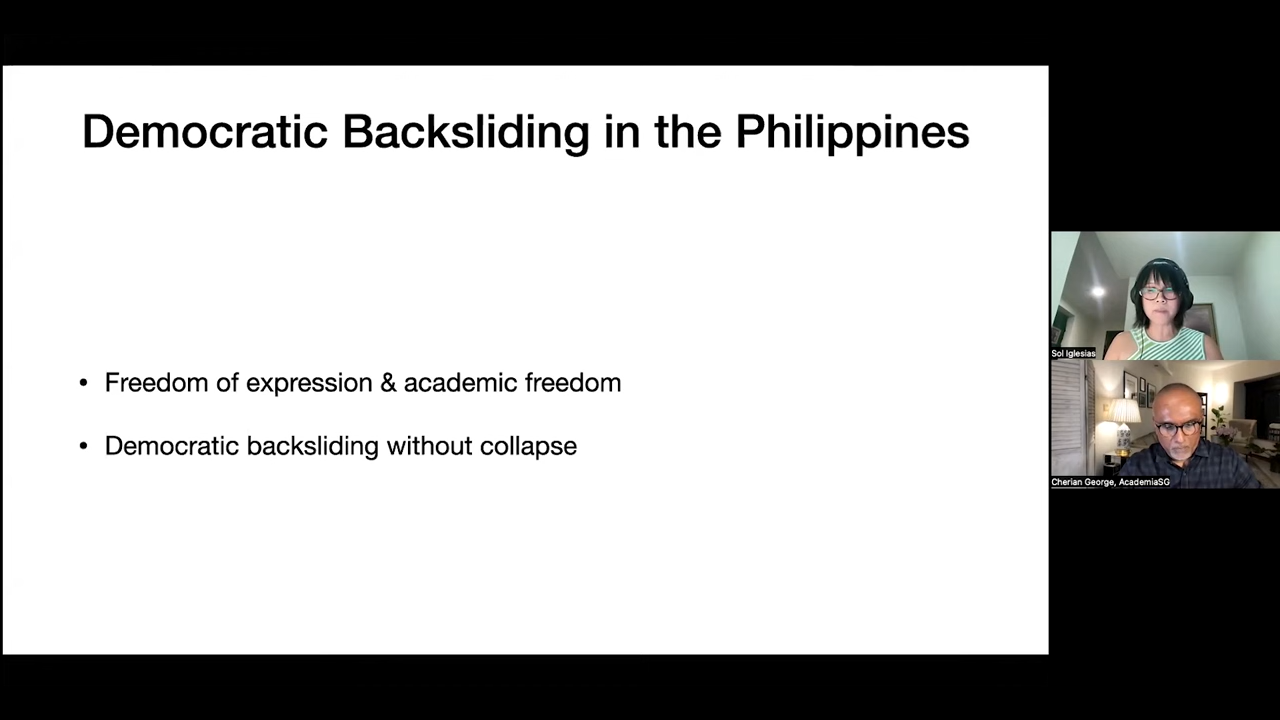 Democratic Backsliding in the Philippines
• Freedom of expression & academic freedom
• Democratic backsliding without collapse
Sol Iglesias
Cherian George, AcademiaSG